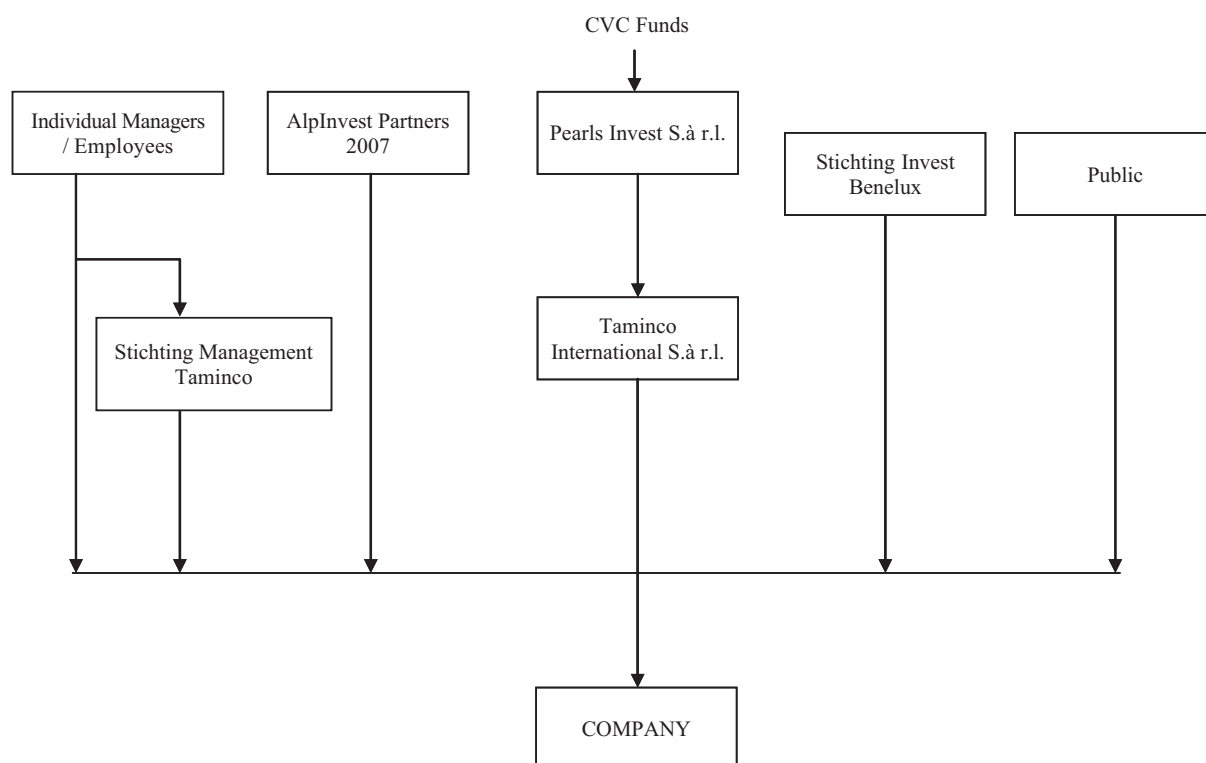 CVC Funds
Individual Managers
/ Employees
AlpInvest Partners
2007
Pearls Invest S.à r.l.
Stichting Invest
Benelux
Public
Stichting Management
Taminco
Taminco
International S.à r.l.
COMPANY